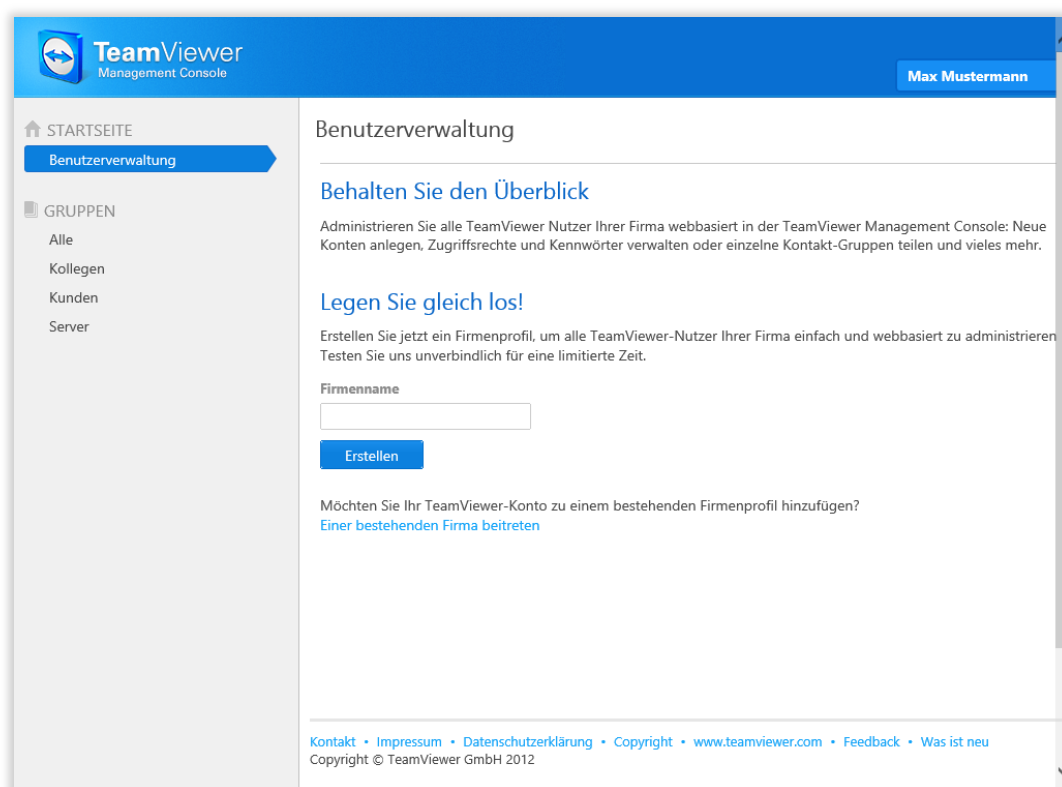 TeamViewer
Management Console
Max Mustermann
STARTSEITE
Benutzerverwaltung
GRUPPEN
Alle
Kollegen
Kunden
Server
Benutzerverwaltung
Behalten Sie den Überblick
Administrieren Sie alle TeamViewer Nutzer Ihrer Firma webbasiert in der TeamViewer Management Console: Neue
Konten anlegen, Zugriffsrechte und Kennwörter verwalten oder einzelne Kontakt-Gruppen teilen und vieles mehr.
Legen Sie gleich los!
Erstellen Sie jetzt ein Firmenprofil, um alle TeamViewer-Nutzer Ihrer Firma einfach und webbasiert zu administrieren
Testen Sie uns unverbindlich für eine limitierte Zeit.
Firmenname
Erstellen
Möchten Sie Ihr TeamViewer-Konto zu einem bestehenden Firmenprofil hinzufügen?
Einer bestehenden Firma beitreten
Kontakt • Impressum • Datenschutzerklärung • Copyright • www.teamviewer.com • Feedback • Was ist neu
Copyright © TeamViewer GmbH 2012